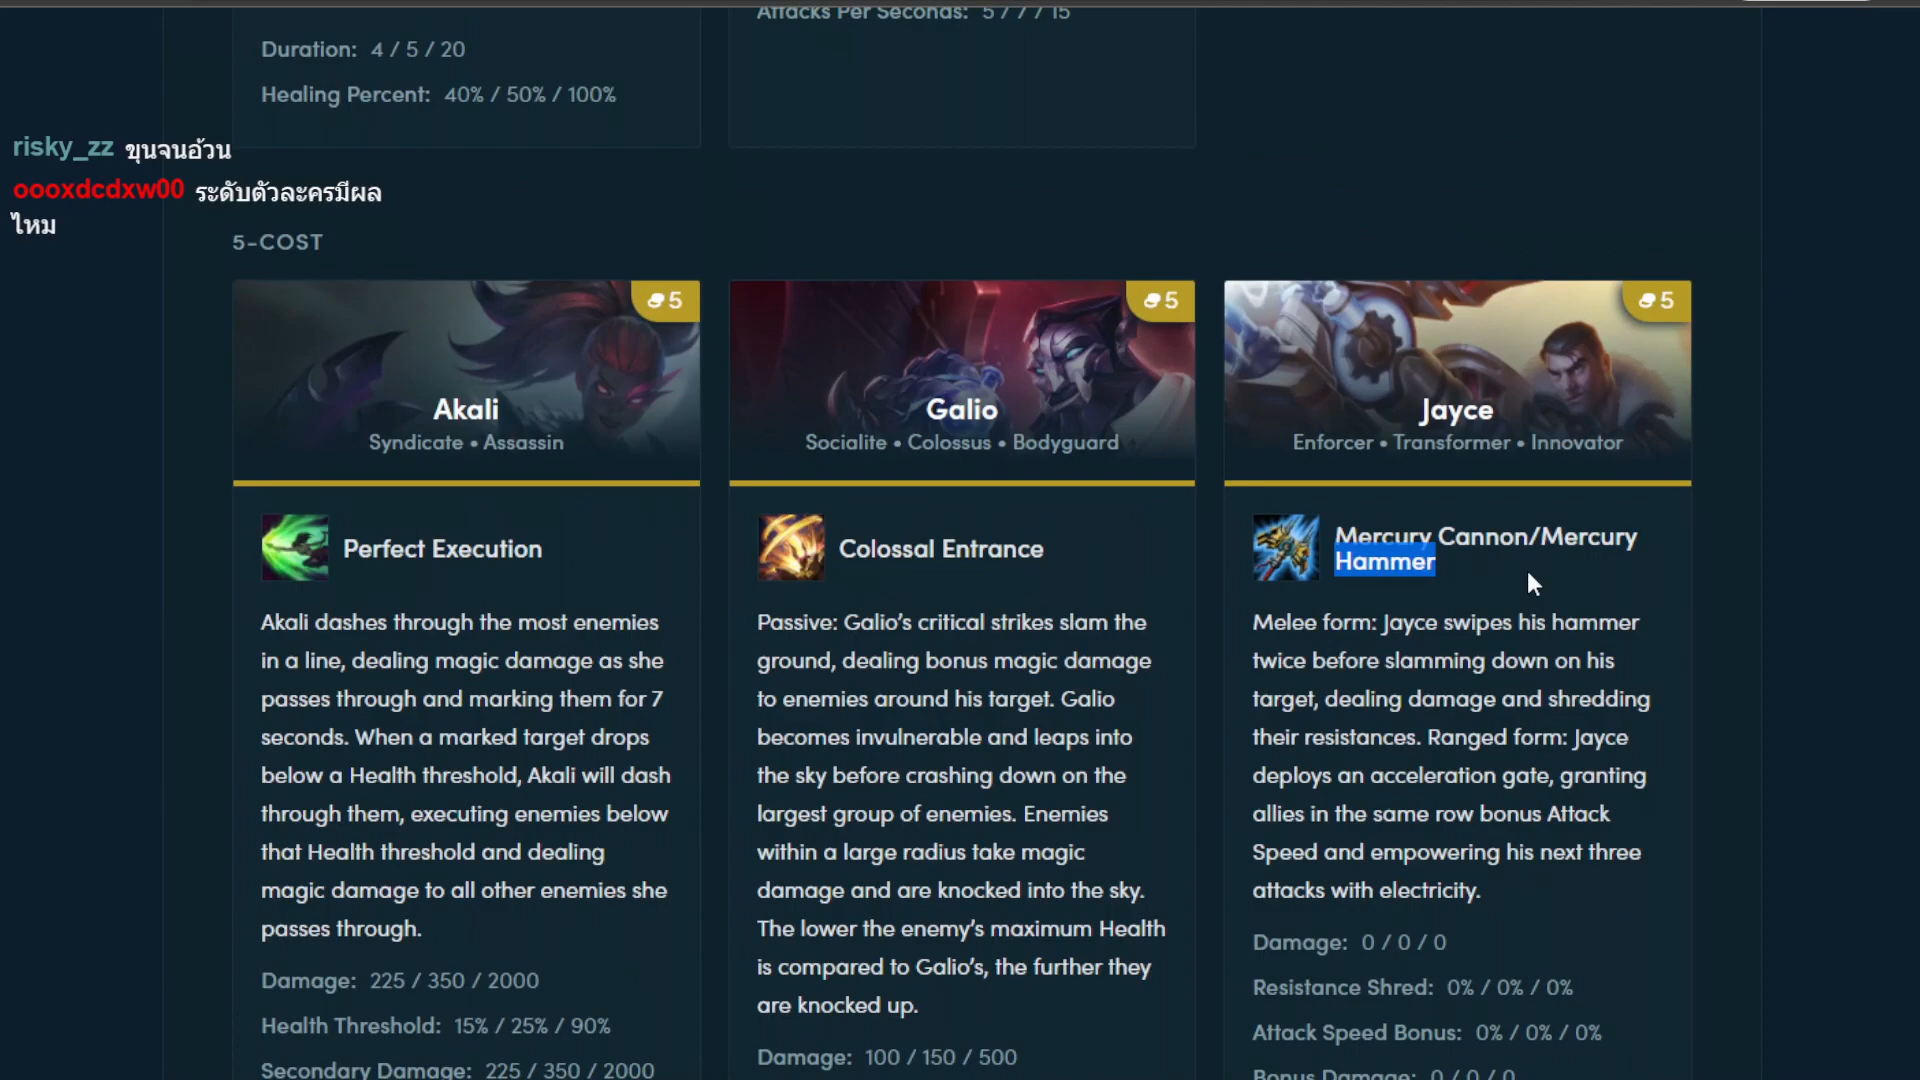 Attacks Per Seconds: 5 / 7 / 15
Duration: 4 / 5 / 20
Healing Percent: 40% / 50% / 100%
risky_zz ขุนจนอ้วน
oooxdcdxw00 ระดับตัวละครมีผล
ไหม
5-COST
5
Akali
Syndicate • Assassin
Perfect Execution
Akali dashes through the most enemies
in a line, dealing magic damage as she
passes through and marking them for 7
seconds. When a marked target drops
below a Health threshold, Akali will dash
through them, executing enemies below
that Health threshold and dealing
magic damage to all other enemies she
passes through.
Damage: 225 / 350 / 2000
Health Threshold: 15% / 25% / 90%
Secondary Damage: 225 / 350 / 2000
5
Galio
Socialite • Colossus • Bodyguard
Colossal Entrance
Passive: Galio’s critical strikes slam the
ground, dealing bonus magic damage
to enemies around his target. Galio
becomes invulnerable and leaps into
the sky before crashing down on the
largest group of enemies. Enemies
within a large radius take magic
damage and are knocked into the sky.
The lower the enemy’s maximum Health
is compared to Galio’s, the further they
are knocked up.
Damage: 100 / 150 / 500
5
Jayce
Enforcer • Transformer • Innovator
Mercury Cannon/Mercury
Hammer
Melee form: Jayce swipes his hammer
twice before slamming down on his
target, dealing damage and shredding
their resistances. Ranged form: Jayce
deploys an acceleration gate, granting
allies in the same row bonus Attack
Speed and empowering his next three
attacks with electricity.
Damage: 0 / 0 / 0
Resistance Shred: 0% / 0% / 0%
Attack Speed Bonus: 0% / 0% / 0%
Bonus Damage: 0 / 0 / 0